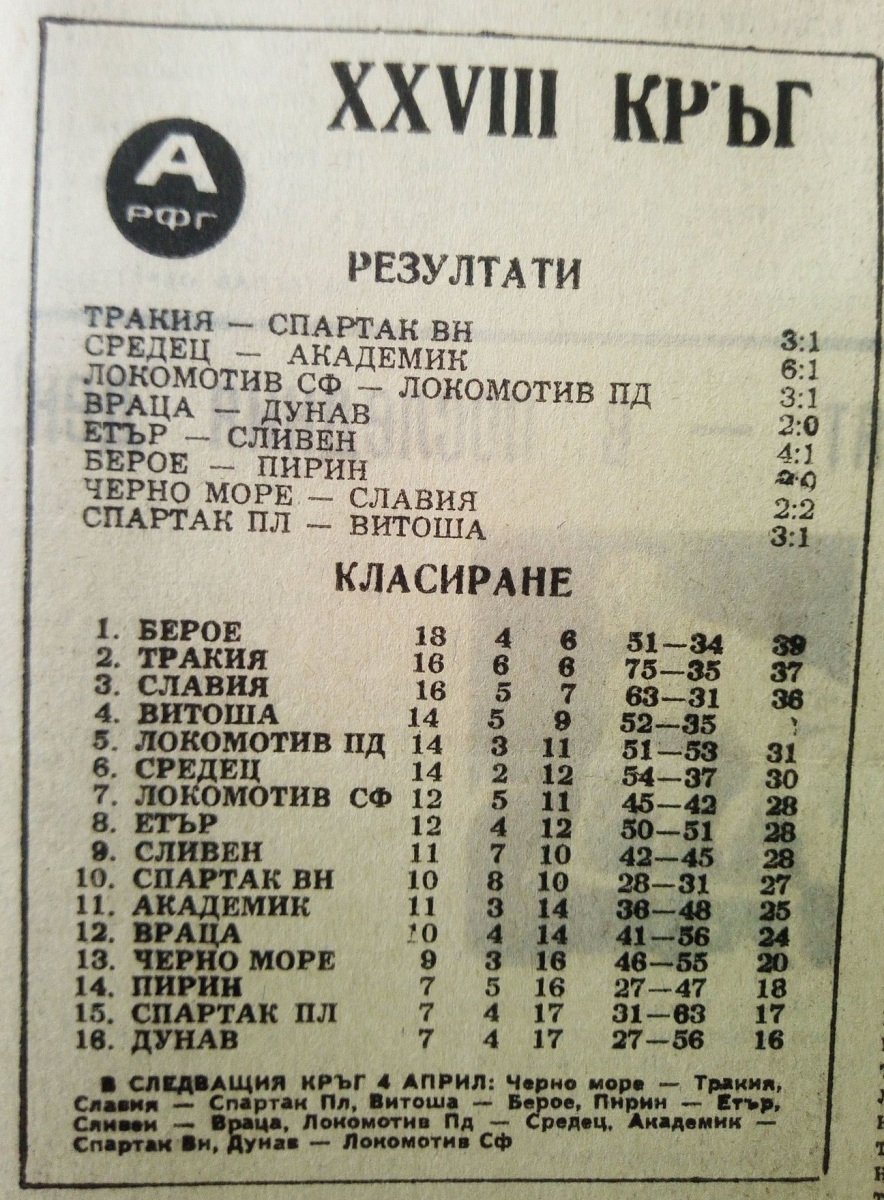 XXVIII КРЪГ
А
РФГ
РЕЗУЛТАТИ
ТРАКИЯ — СПАРТАК ВН 3:1
СРЕДЕЦ — АКАДЕМИК 6:1
ЛОКОМОТИВ СФ — ЛОКОМОТИВ ПД 3:1
ВРАЦА — ДУНАВ 2:0
ЕТЪР — СЛИВЕН 4:1
БЕРОЕ — ПИРИН
ЧЕРНО МОРЕ — СЛАВИЯ 2:2
СПАРТАК ПЛ — ВИТОША 3:1
КЛАСИРАНЕ
1. БЕРОЕ 18 4 6 51—34 39
2. ТРАКИЯ 16 6 6 75—35 37
3. СЛАВИЯ 16 5 7 63—31 36
4. ВИТОША 14 5 9 52—35
5. ЛОКОМОТИВ ПД 14 3 11 51—53 31
6. СРЕДЕЦ 14 2 12 54—37 30
7. ЛОКОМОТИВ СФ 12 5 11 45—42 28
8. ЕТЪР 12 4 12 50—51 28
9. СЛИВЕН 11 7 10 42—45 28
10. СПАРТАК ВН 10 8 10 28—31 27
11. АКАДЕМИК 11 3 14 36—48 25
12. ВРАЦА 10 4 14 41—56 24
13. ЧЕРНО МОРЕ 9 3 16 46—55 20
14. ПИРИН 7 5 16 27—47 18
15. СПАРТАК ПЛ 7 4 17 31—63 17
16. ДУНАВ 7 4 17 27—56 16
В СЛЕДВАЩИЯ КРЪГ 4 АПРИЛ: Черно море — Тракия,
Славия — Спартак Пл, Витоша — Берое, Пирин — Етър,
Сливен — Враца, Локомотив Пд — Средец, Академик —
Спартак Вн, Дунав — Локомотив Сф